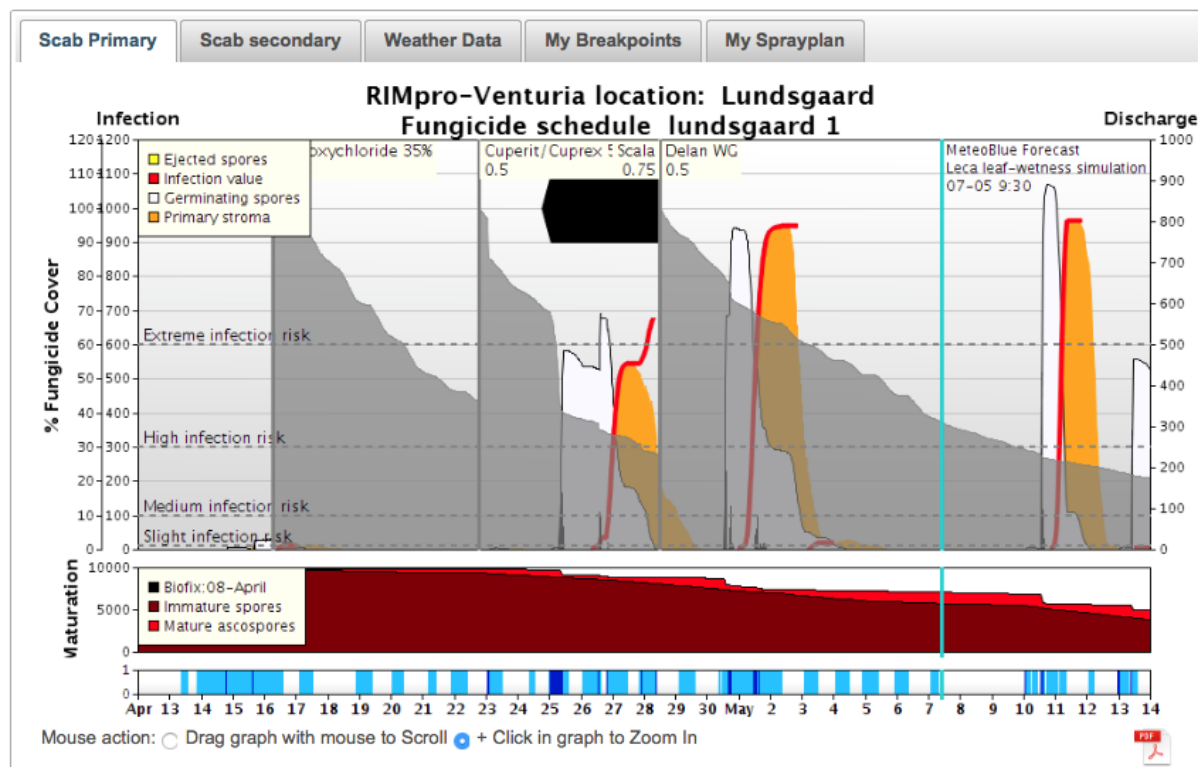 Scab Primary
Scab secondary
Weather Data
My Breakpoints
My Sprayplan
RIMpro-Venturia location: Lundsgaard
Fungicide schedule lundsgaard 1
Infection
Discharge
% Fungicide Cover
120 1200
110 1100
100 1000
90 900
80 800
70 700
60 600
50 500
40 400
30 300
20 200
10 100
0 0
Ejected spores
Infection value
Germinating spores
Primary stroma
oxychloride 35%
Cuperit/Cuprex 5
0.5
Scala
0.75
Delan WG
0.5
MeteoBlue Forecast
Leca leaf-wetness simulation
07-05 9:30
Extreme infection risk
High infection risk
Medium infection risk
Slight infection risk
1000
900
800
700
600
500
400
300
200
100
0
Maturation
10000
5000
0
Biofix:08-April
Immature spores
Mature ascospores
1
0
Apr 13 14 15 16 17 18 19 20 21 22 23 24 25 26 27 28 29 30 May 2 3 4 5 6 7 8 9 10 11 12 13 14
Mouse action: Drag graph with mouse to Scroll + Click in graph to Zoom In
PDF